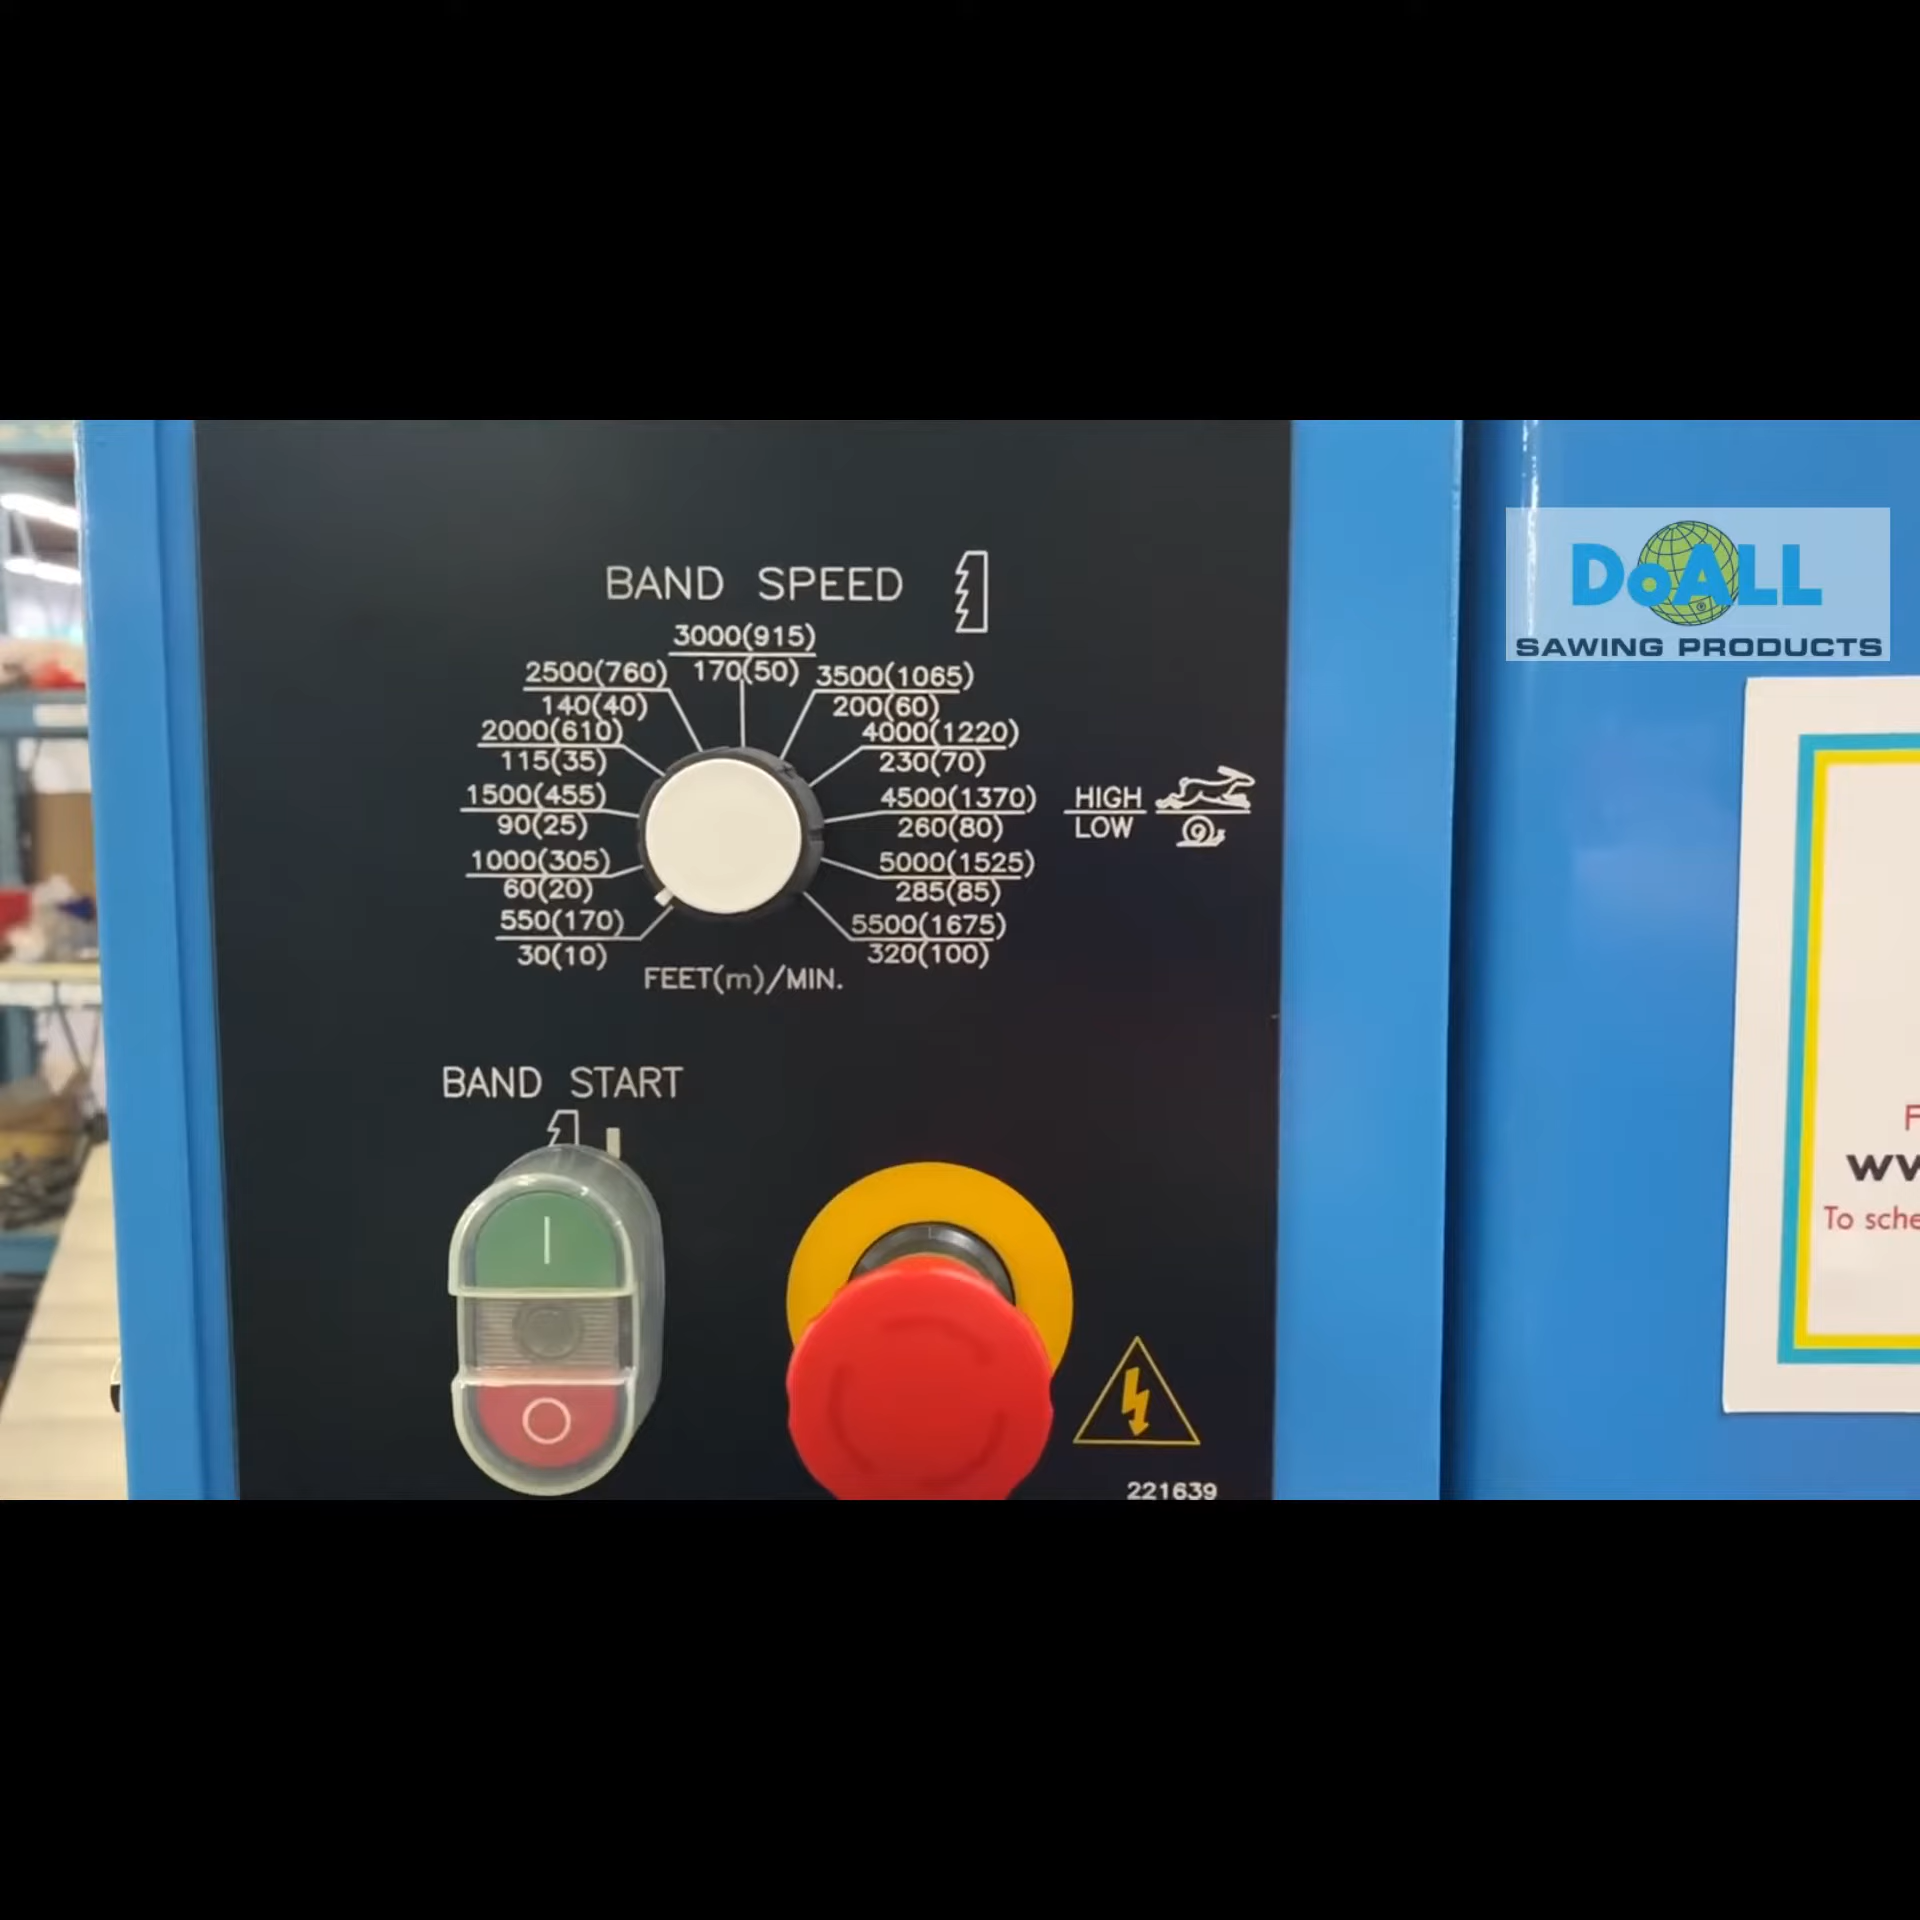 BAND SPEED
3000(915)
170(50)
2500(760)
140(40)
3500(1065)
200(60)
2000(610)
115(35)
4000(1220)
230(70)
1500(455)
90(25)
4500(1370)
260(80)
HIGH
LOW
1000(305)
60(20)
5000(1525)
285(85)
550(170)
30(10)
5500(1675)
320(100)
FEET(m)/MIN.
BAND START
221639
DoALL
SAWING PRODUCTS
To